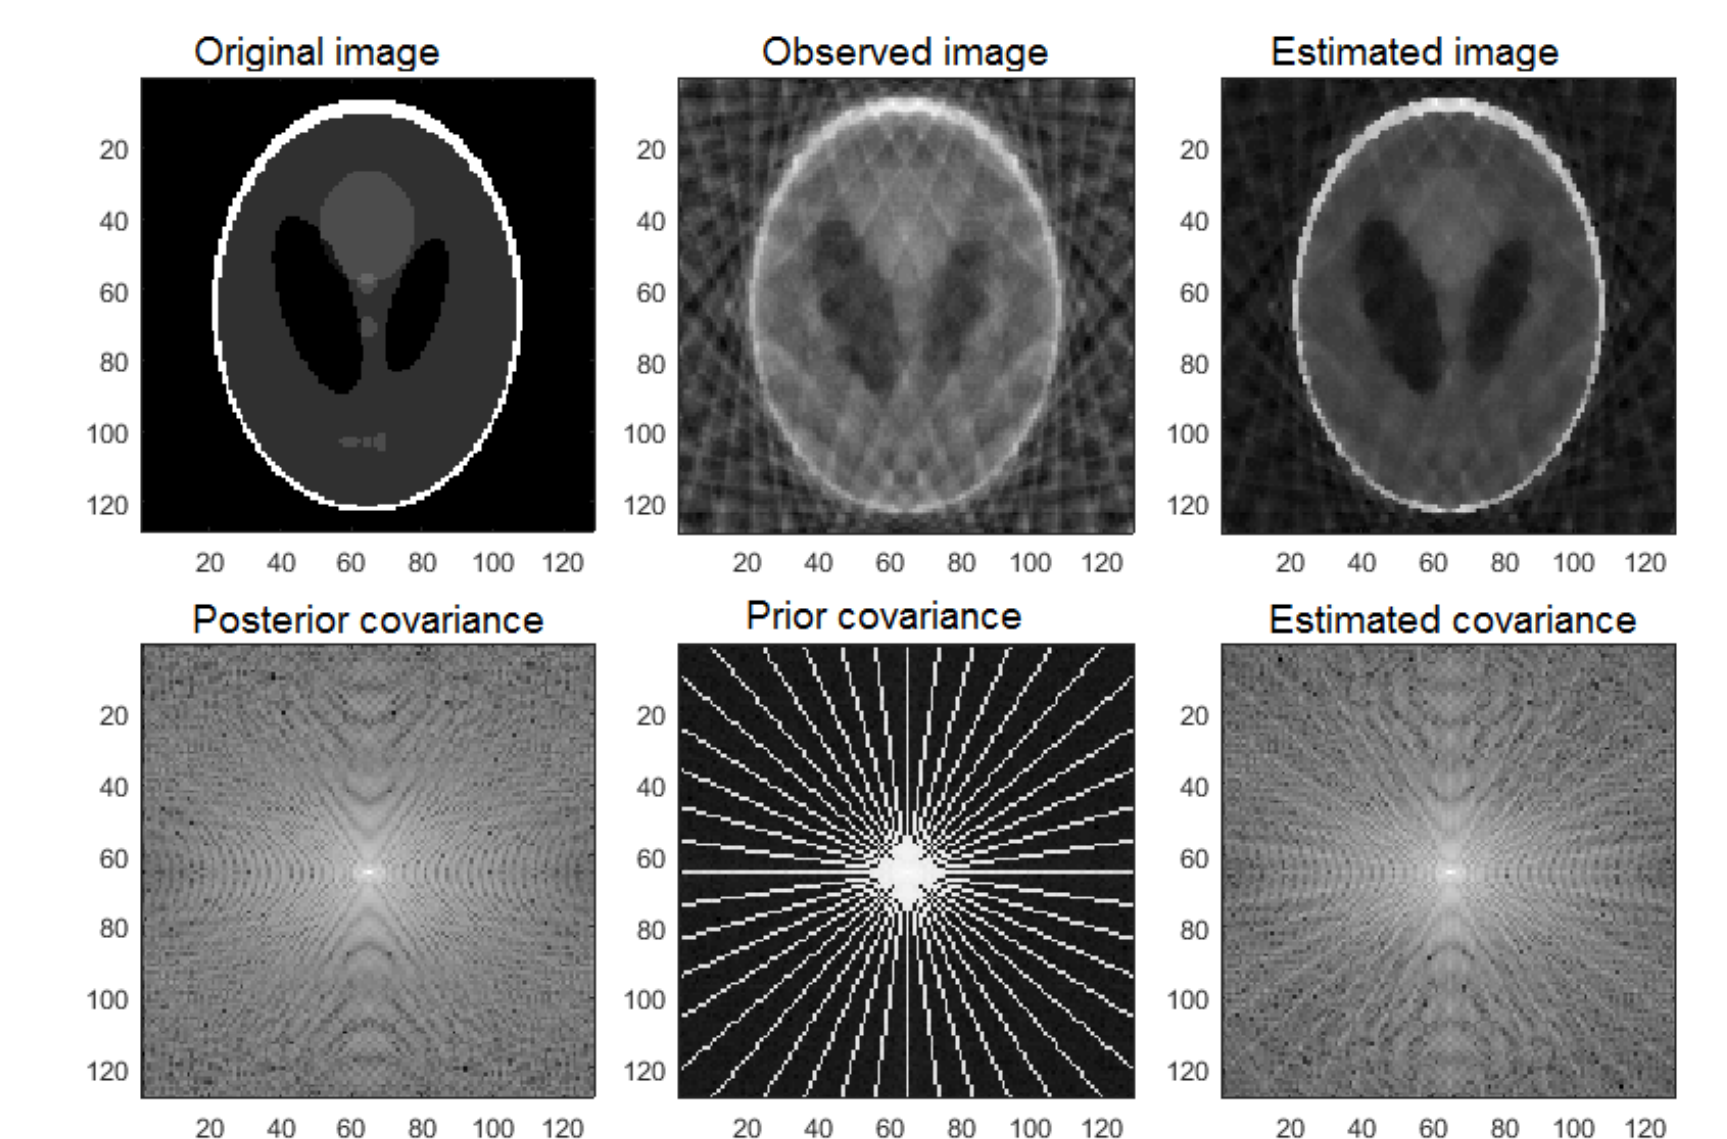 Original image Observed image Estimated image
20 20 20
40 40 40
60 60 60
80 80 80
100 100 100
120 120 120
20 40 60 80 100 120 20 40 60 80 100 120 20 40 60 80 100 120
Posterior covariance Prior covariance Estimated covariance
20 20 20
40 40 40
60 60 60
80 80 80
100 100 100
120 120 120
20 40 60 80 100 120 20 40 60 80 100 120 20 40 60 80 100 120